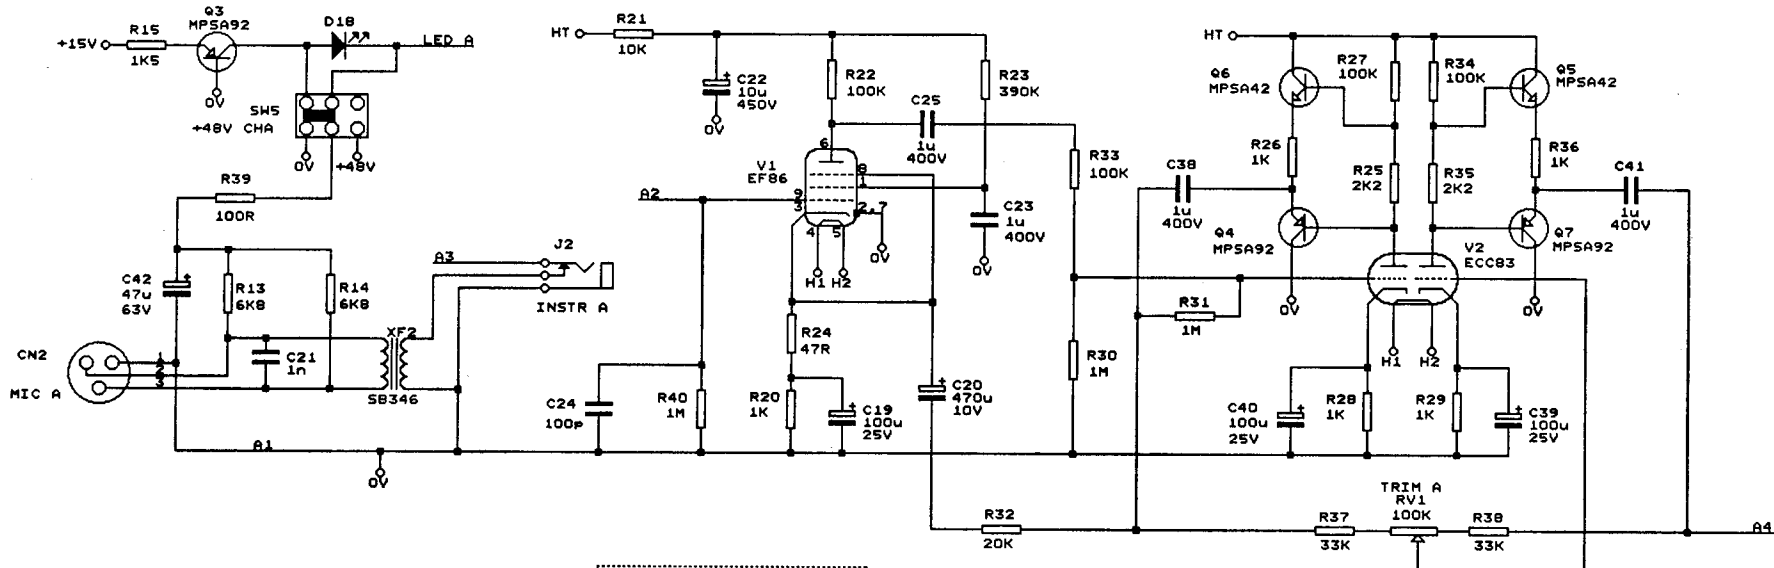 Q3
MPSA92
R15
1K5
+15V
D18
LED A
0V
SW5
+48V CHA
0V
+48V
R39
100R
C42
47u
63V
R13
6K8
R14
6K8
CN2
MIC A
1
2
3
C21
1n
XF2
SB346
A3
J2
INSTR A
A1
0V
HT
R21
10K
C22
10u
450V
0V
R22
100K
R23
390K
C25
1u
400V
V1
EF86
6
8
1
9
3
2,7
4
5
A2
H1 H2
0V
C23
1u
400V
0V
R24
47R
R33
100K
R30
1M
C24
100p
R40
1M
R20
1K
C19
100u
25V
C20
470u
10V
R32
20K
HT
Q6
MPSA42
R27
100K
R34
100K
Q5
MPSA42
R26
1K
R25
2K2
R35
2K2
R36
1K
C38
1u
400V
C41
1u
400V
Q4
MPSA92
Q7
MPSA92
V2
ECC83
R31
1M
0V
0V
H1
H2
C40
100u
25V
R28
1K
R29
1K
C39
100u
25V
TRIM A
RV1
100K
R37
33K
R38
33K
A4